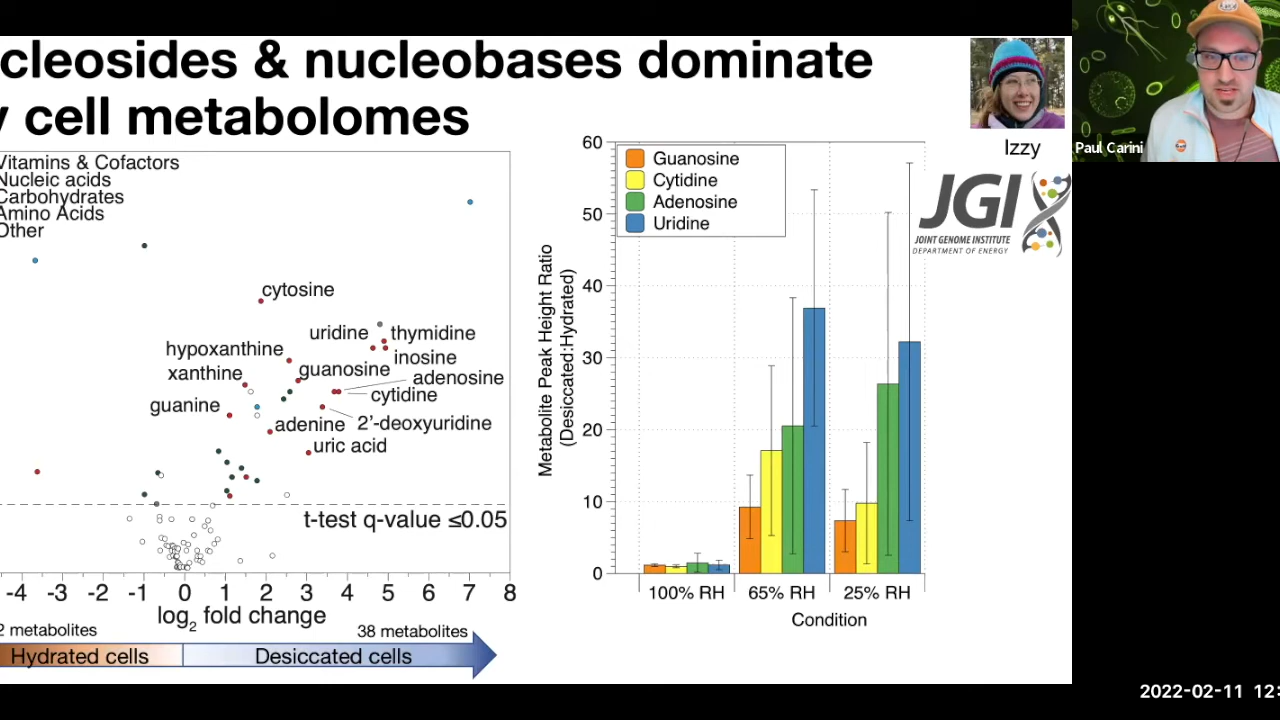 cleosides & nucleobases dominate
cell metabolomes
Izzy
Paul Carini
JGI
JOINT GENOME INSTITUTE
DEPARTMENT OF ENERGY
Vitamins & Cofactors
Nucleic acids
Carbohydrates
Amino Acids
Other
cytosine
uridine
thymidine
hypoxanthine
inosine
xanthine
guanosine
adenosine
cytidine
guanine
adenine
2'-deoxyuridine
uric acid
t-test q-value ≤0.05
-4 -3 -2 -1 0 1 2 3 4 5 6 7 8
log2 fold change
2 metabolites
38 metabolites
Hydrated cells
Desiccated cells
Guanosine
Cytidine
Adenosine
Uridine
Metabolite Peak Height Ratio
(Desiccated:Hydrated)
60
50
40
30
20
10
0
100% RH 65% RH 25% RH
Condition
2022-02-11 12: